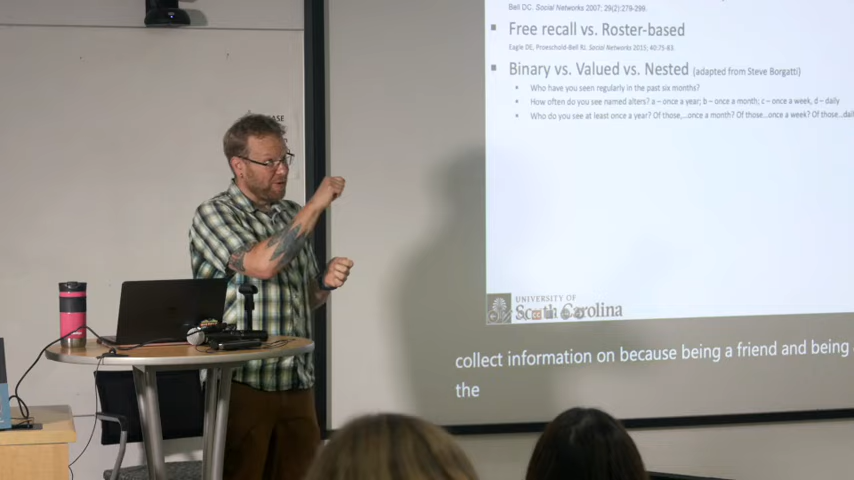 Bell DC. Social Networks 2007; 29(2):279-299.
▪ Free recall vs. Roster-based
Eagle DE, Proeschold-Bell RJ. Social Networks 2015; 40:75-83.
▪ Binary vs. Valued vs. Nested (adapted from Steve Borgatti)
• Who have you seen regularly in the past six months?
• How often do you see named alters? a – once a year; b – once a month; c – once a week, d – daily
• Who do you see at least once a year? Of those,...once a month? Of those...once a week? Of those...dail
UNIVERSITY OF
South Carolina
collect information on because being a friend and being
the